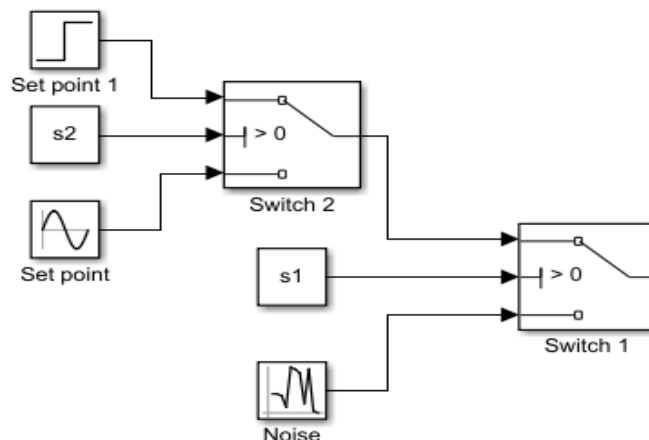 Set point 1
s2
> 0
Switch 2
Set point
s1
> 0
Switch 1
Noise